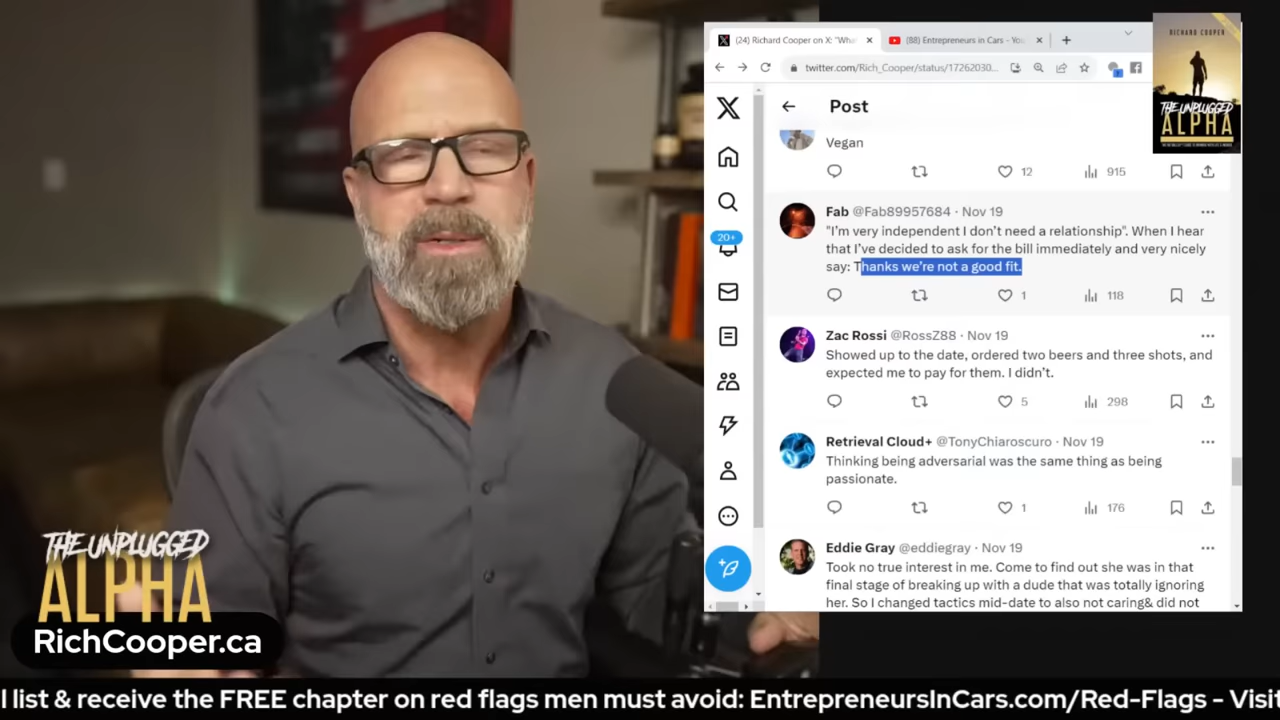 (24) Richard Cooper on X: "Wha
(88) Entrepreneurs in Cars - You
twitter.com/Rich_Cooper/status/17262030...
RICHARD COOPER
THE UNPLUGGED
ALPHA
Post
Vegan
12
915
20+
Fab @Fab89957684 · Nov 19
"I'm very independent I don't need a relationship". When I hear
that I've decided to ask for the bill immediately and very nicely
say: Thanks we're not a good fit.
1
118
Zac Rossi @RossZ88 · Nov 19
Showed up to the date, ordered two beers and three shots, and
expected me to pay for them. I didn't.
5
298
Retrieval Cloud+ @TonyChiaroscuro · Nov 19
Thinking being adversarial was the same thing as being
passionate.
1
176
Eddie Gray @eddiegray · Nov 19
Took no true interest in me. Come to find out she was in that
final stage of breaking up with a dude that was totally ignoring
her. So I changed tactics mid-date to also not caring& did not
THE UNPLUGGED
ALPHA
RichCooper.ca
l list & receive the FREE chapter on red flags men must avoid: EntrepreneursInCars.com/Red-Flags - Visit